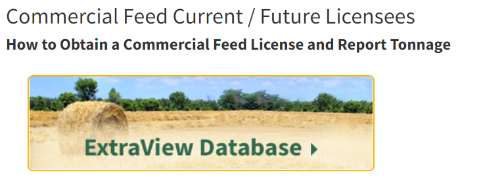 Commercial Feed Current / Future Licensees
How to Obtain a Commercial Feed License and Report Tonnage
ExtraView Database